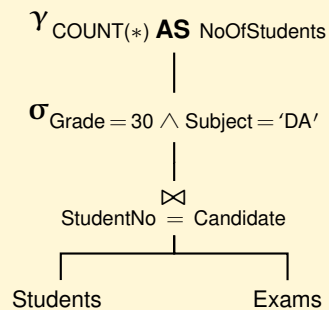 γ COUNT(*) AS NoOfStudents
σ Grade = 30 ∧ Subject = ‘DA’
⋈
StudentNo = Candidate
Students Exams